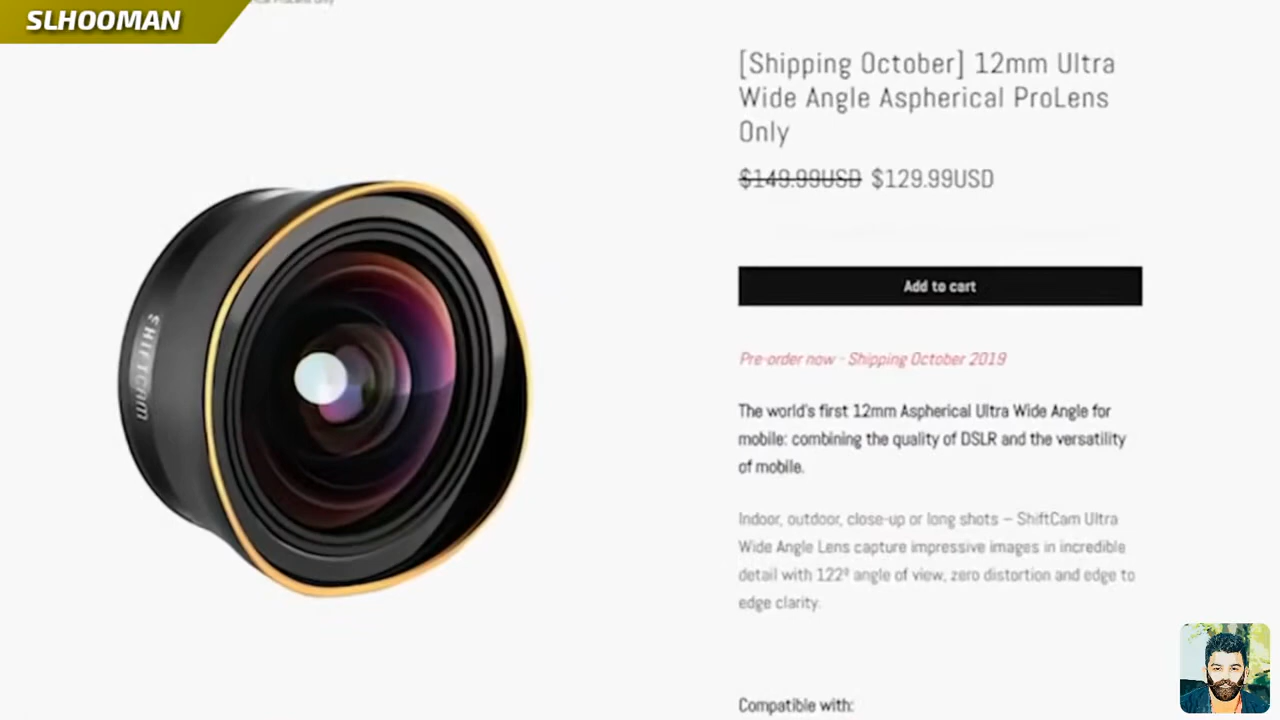 SLHOOMAN
[Shipping October] 12mm Ultra
Wide Angle Aspherical ProLens
Only
$149.99USD $129.99USD
Add to cart
Pre-order now - Shipping October 2019
The world's first 12mm Aspherical Ultra Wide Angle for
mobile: combining the quality of DSLR and the versatility
of mobile.
Indoor, outdoor, close-up or long shots – ShiftCam Ultra
Wide Angle Lens capture impressive images in incredible
detail with 122º angle of view, zero distortion and edge to
edge clarity.
Compatible with:
SHIFTCAM